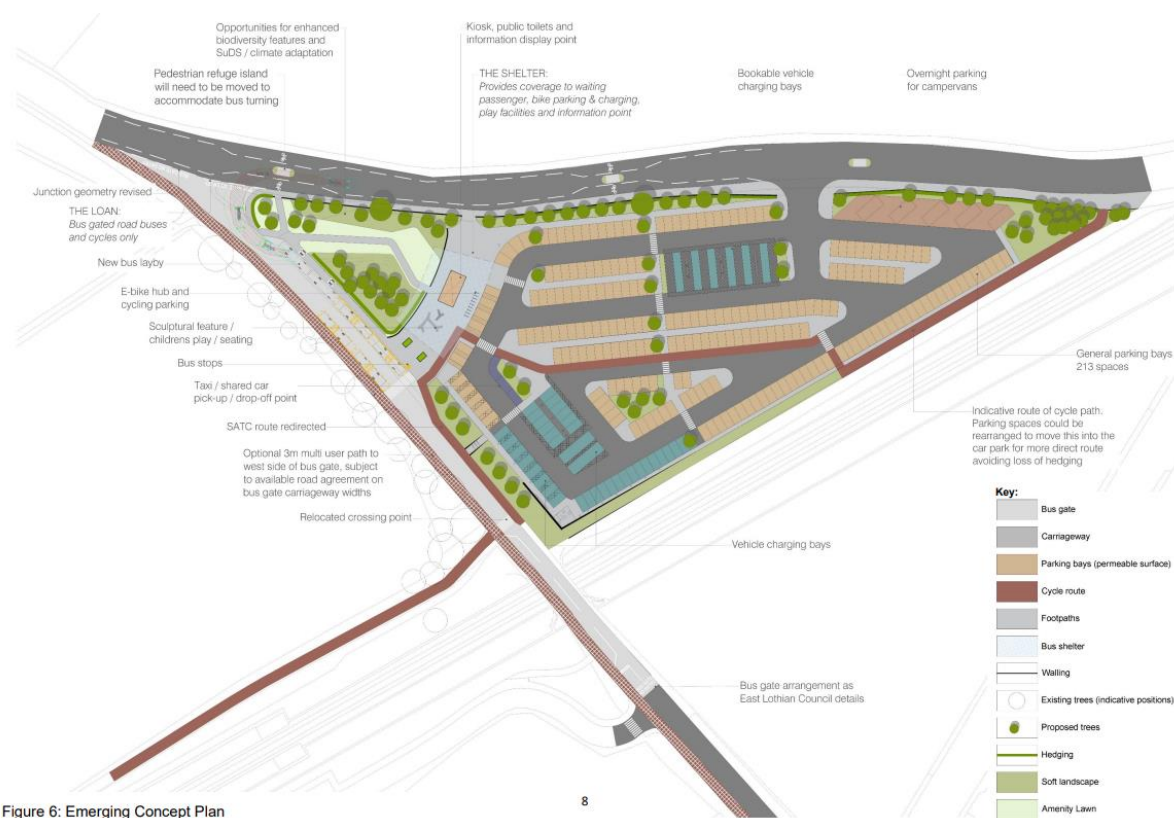 Opportunities for enhanced
biodiversity features and
SuDS / climate adaptation
Kiosk, public toilets and
information display point
Pedestrian refuge island
will need to be moved to
accommodate bus turning
THE SHELTER:
Provides coverage to waiting
passenger, bike parking & charging,
play facilities and information point
Bookable vehicle
charging bays
Overnight parking
for campervans
Junction geometry revised
THE LOAN:
Bus gated road buses
and cycles only
New bus layby
E-bike hub and
cycling parking
Sculptural feature /
childrens play / seating
Bus stops
Taxi / shared car
pick-up / drop-off point
SATC route redirected
Optional 3m multi user path to
west side of bus gate, subject
to available road agreement on
bus gate carriageway widths
Relocated crossing point
General parking bays
213 spaces
Indicative route of cycle path.
Parking spaces could be
rearranged to move this into the
car park for more direct route
avoiding loss of hedging
Vehicle charging bays
Bus gate arrangement as
East Lothian Council details
Key:
Bus gate
Carriageway
Parking bays (permeable surface)
Cycle route
Footpaths
Bus shelter
Walling
Existing trees (indicative positions)
Proposed trees
Hedging
Soft landscape
Amenity Lawn
Figure 6: Emerging Concept Plan
8